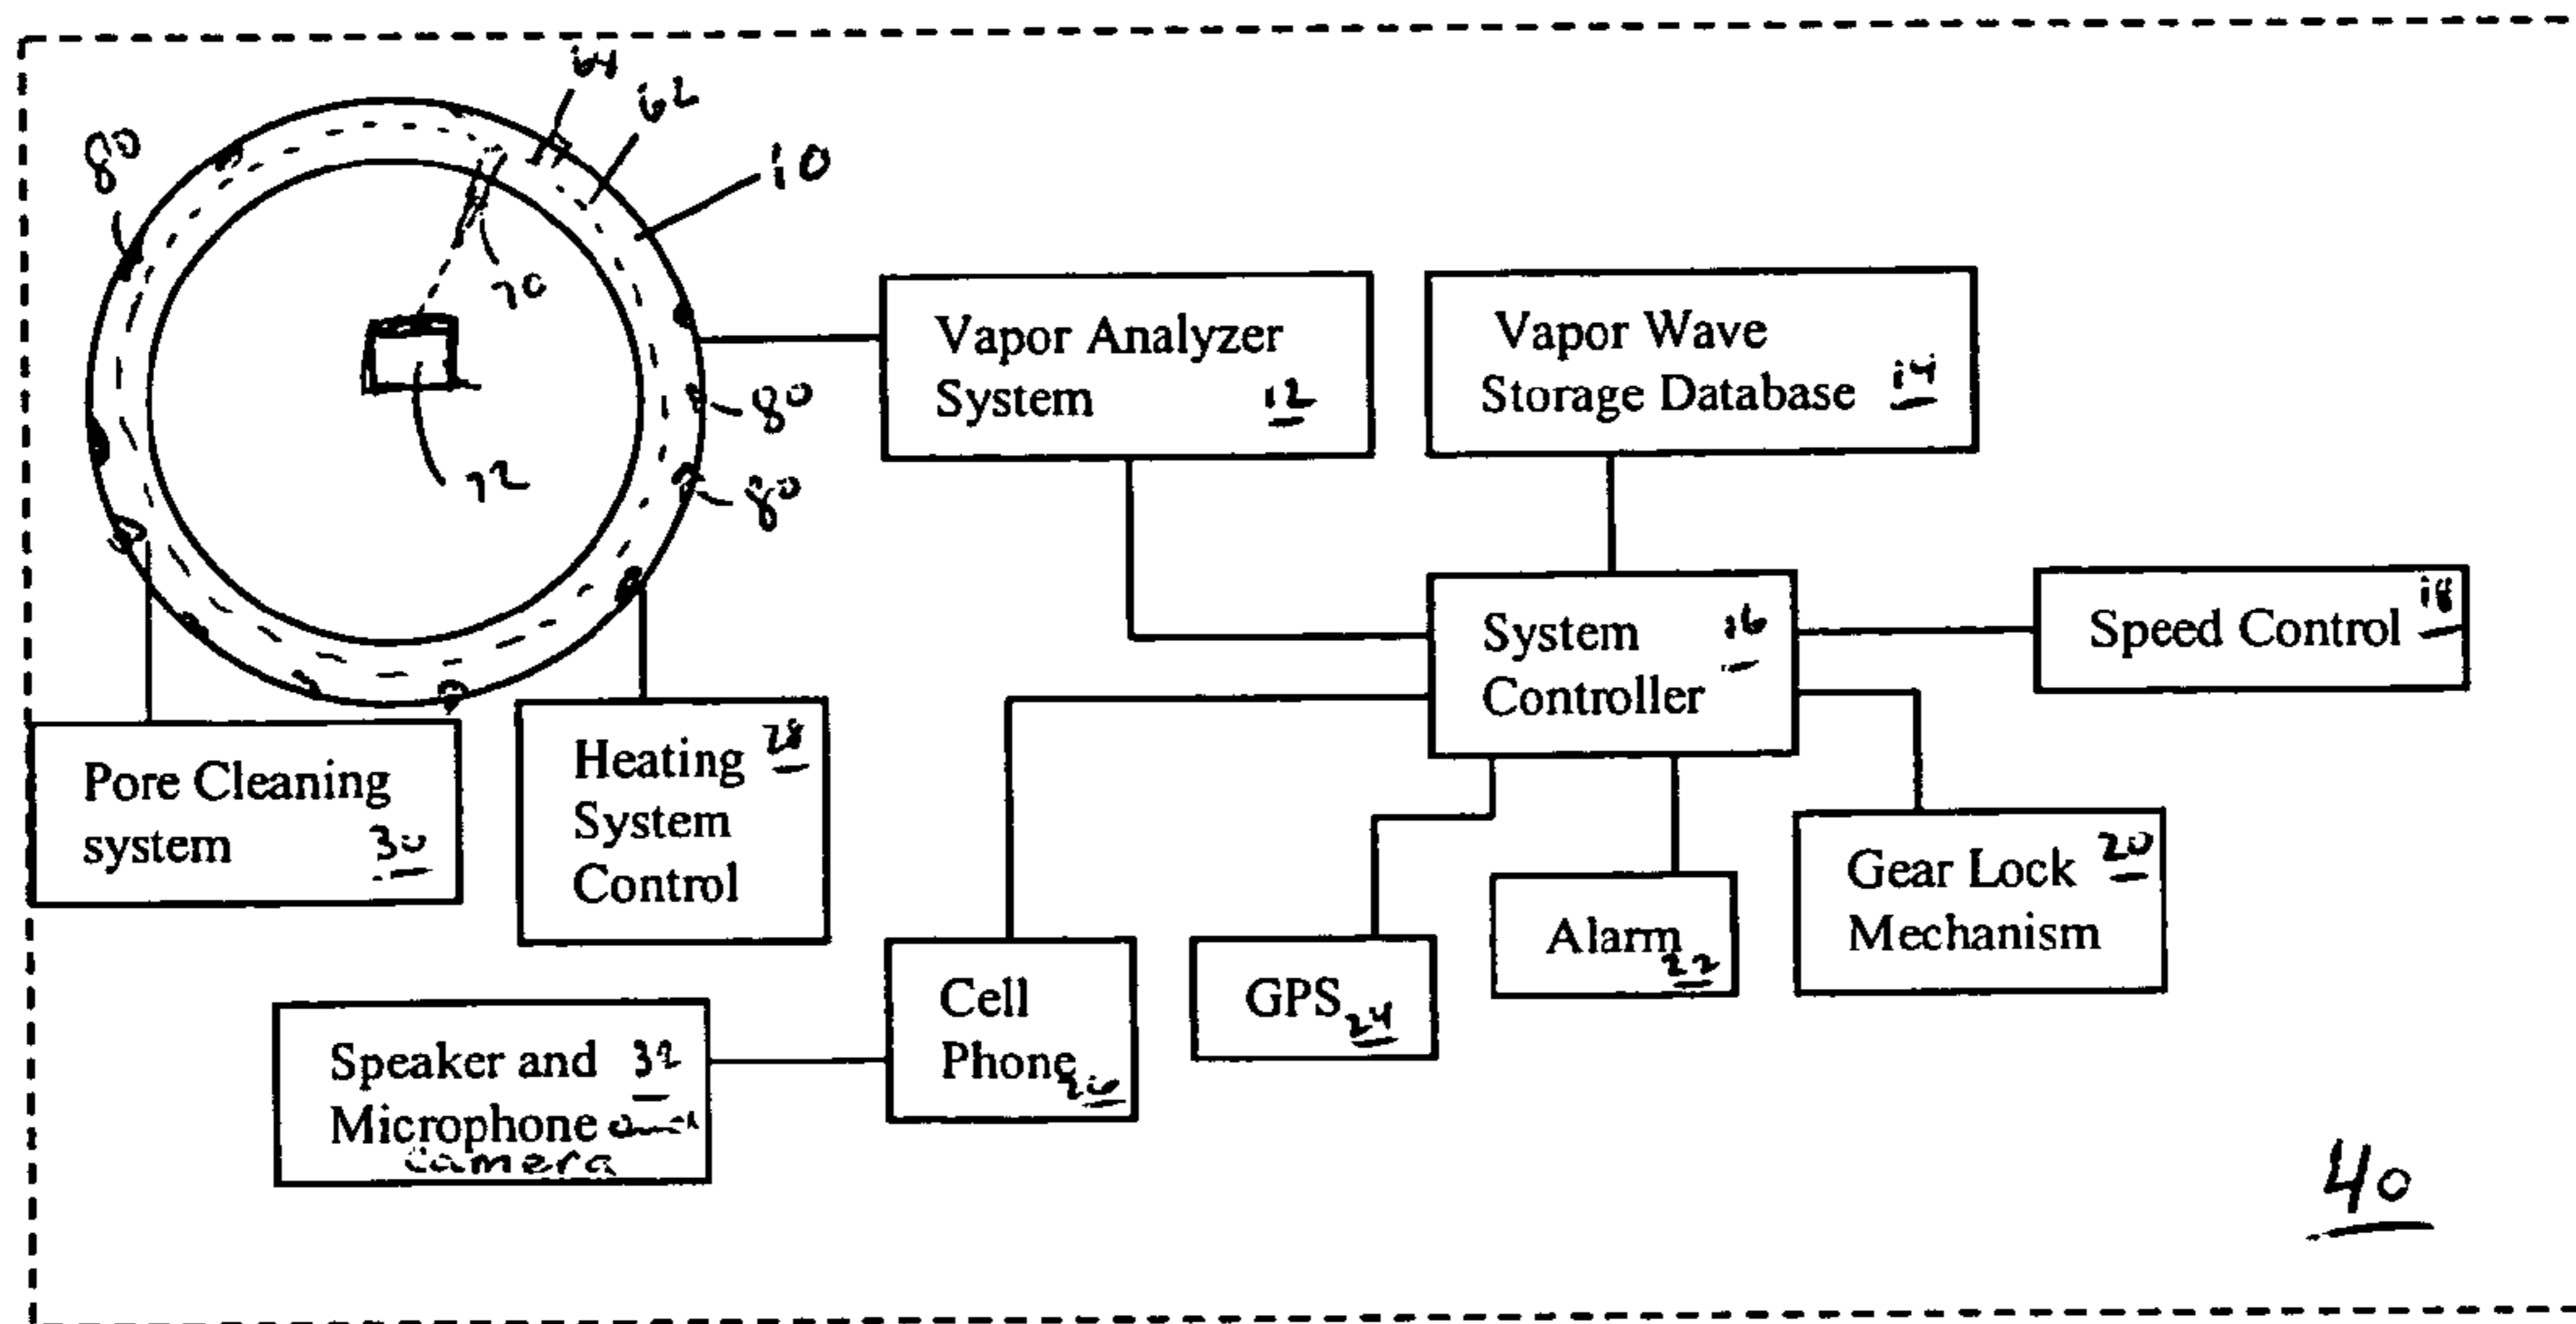 64
62
80
10
70
72
80
80
Vapor Analyzer
System 12
Vapor Wave
Storage Database 14
System 16
Controller
Speed Control 18
Pore Cleaning
system 30
Heating 28
System
Control
Gear Lock 20
Mechanism
Alarm 22
GPS 24
Cell
Phone 26
Speaker and 32
Microphone and
camera
40